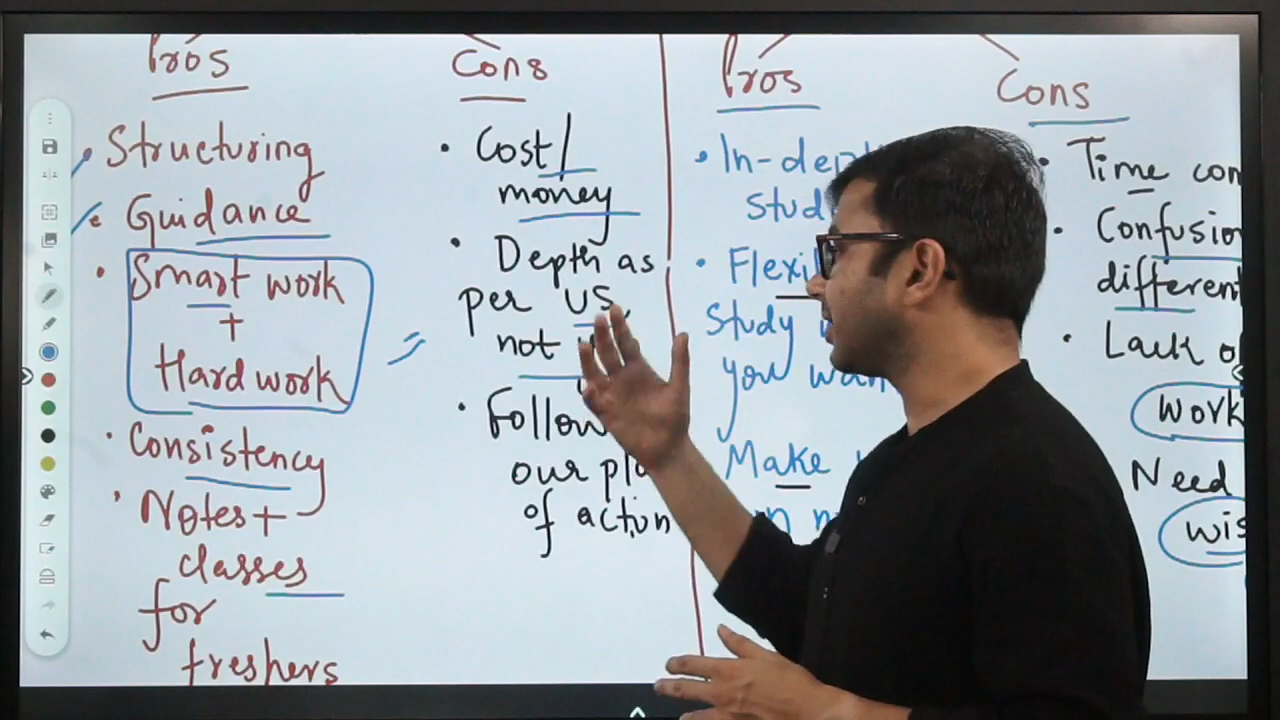 Pros
Structuring
Guidance
Smart work
+
Hardwork
Consistency
Notes+
classes
for
freshers
Cons
Cost/
money
Depth as
per US,
not
Follow
our
of action
Pros
In-dep
Stud
Flexi
Study
you wan
Make
Cons
Time con
Confusion
different
Lack o
work
Need
wis